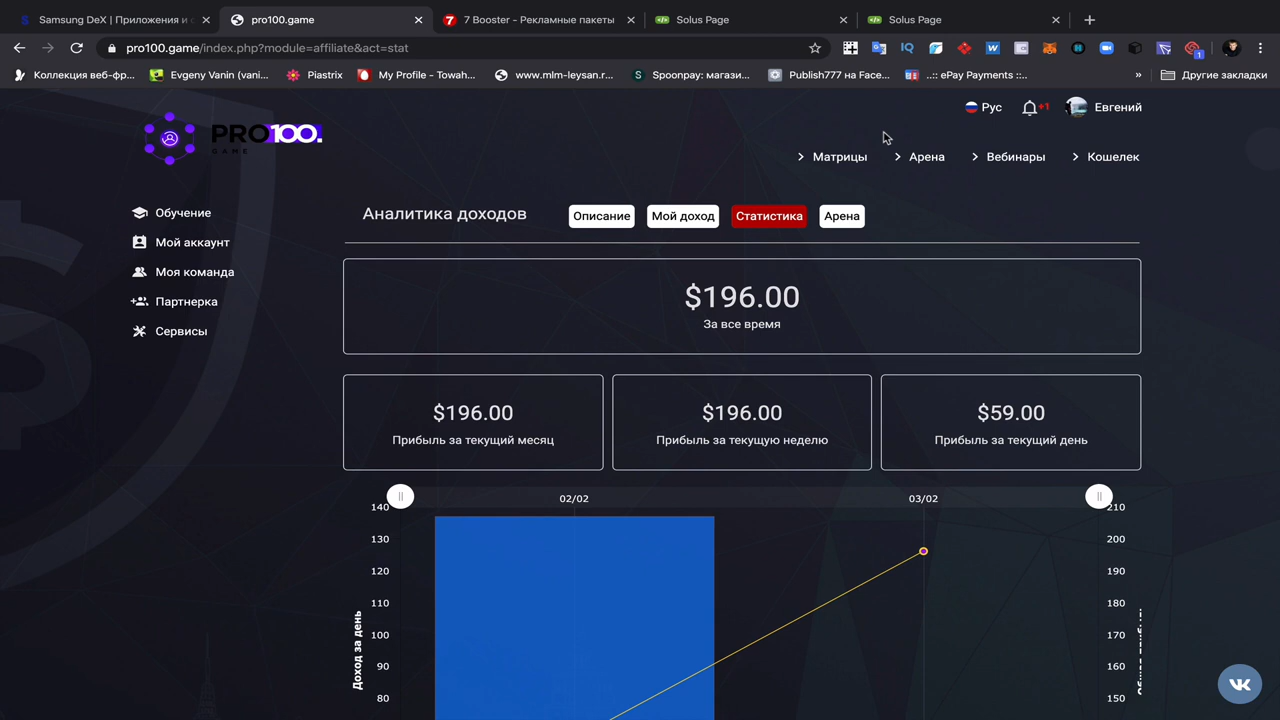 Samsung DeX | Приложения и с
pro100.game
7 Booster - Рекламные пакеты
Solus Page
Solus Page
pro100.game/index.php?module=affiliate&act=stat
Коллекция веб-фр...
Evgeny Vanin (vani...
Piastrix
My Profile - Towah...
www.mlm-leysan.r...
Spoonpay: магази...
Publish777 на Face...
..:: ePay Payments ::..
»
Другие закладки
Рус
+1
Евгений
PRO100.
GAME
Матрицы
Арена
Вебинары
Кошелек
Обучение
Мой аккаунт
Моя команда
Партнерка
Сервисы
Аналитика доходов
Описание
Мой доход
Статистика
Арена
$196.00
За все время
$196.00
Прибыль за текущий месяц
$196.00
Прибыль за текущую неделю
$59.00
Прибыль за текущий день
02/02
03/02
140
130
120
110
100
90
80
Доход за день
210
200
190
180
170
160
150